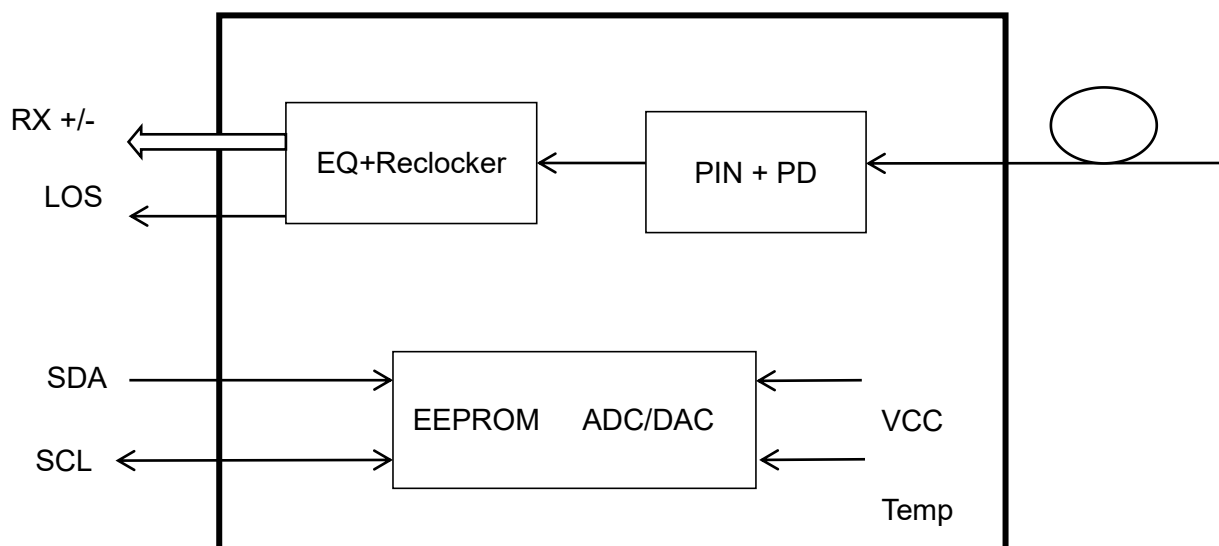 RX +/-
EQ+Reclocker
PIN + PD
LOS
SDA
EEPROM ADC/DAC
VCC
SCL
Temp